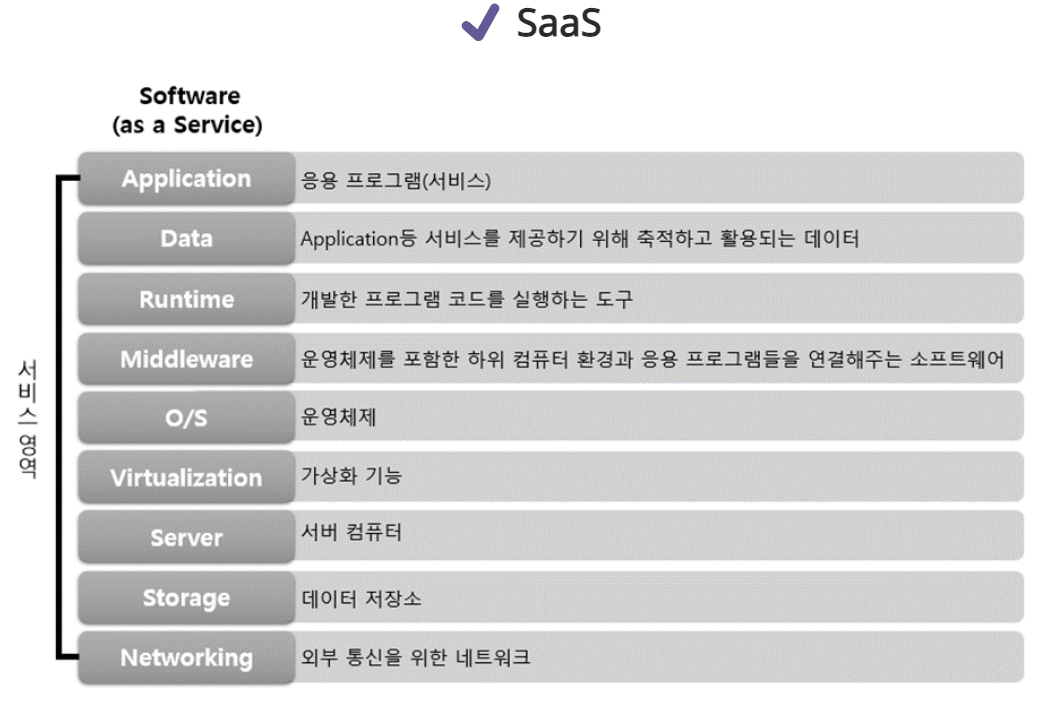 SaaS
Software
(as a Service)
Application 응용 프로그램(서비스)
Data Application등 서비스를 제공하기 위해 축적하고 활용되는 데이터
Runtime 개발한 프로그램 코드를 실행하는 도구
Middleware 운영체제를 포함한 하위 컴퓨터 환경과 응용 프로그램들을 연결해주는 소프트웨어
O/S 운영체제
Virtualization 가상화 기능
Server 서버 컴퓨터
Storage 데이터 저장소
Networking 외부 통신을 위한 네트워크
서비스 영역